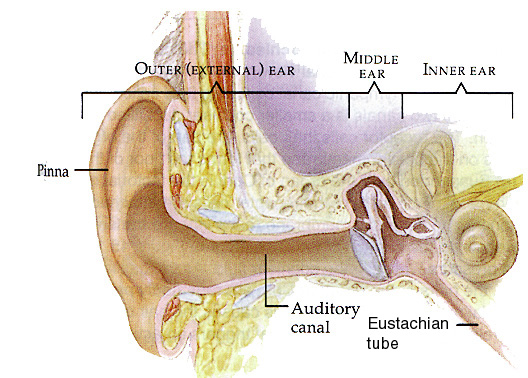 OUTER (EXTERNAL) EAR
MIDDLE
EAR
INNER EAR
Pinna
Auditory
canal
Eustachian
tube